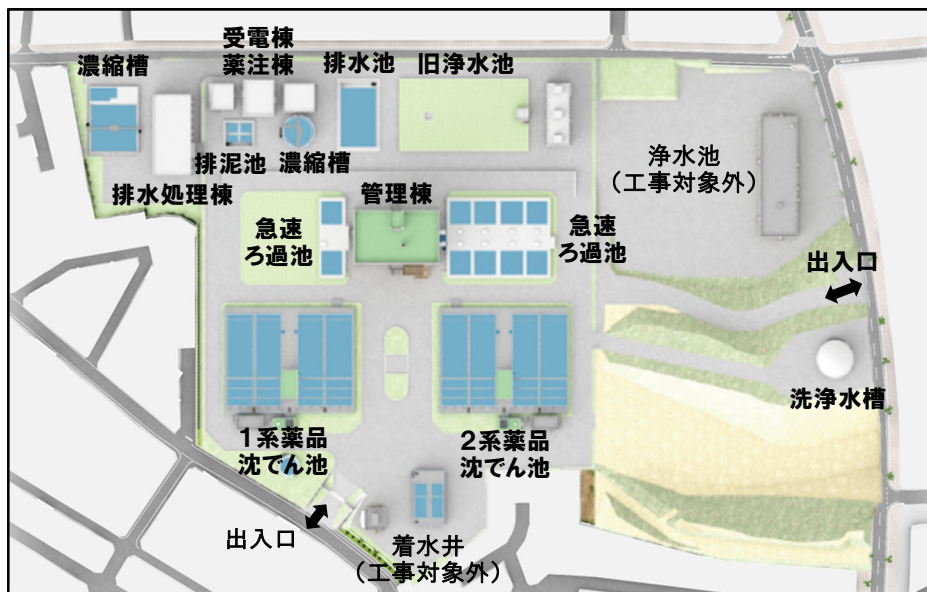 受電棟
薬注棟
濃縮槽
排水池
旧浄水池
排泥池
濃縮槽
排水処理棟
管理棟
浄水池
（工事対象外）
急速
ろ過池
急速
ろ過池
出入口
洗浄水槽
１系薬品
沈でん池
２系薬品
沈でん池
出入口
着水井
（工事対象外）